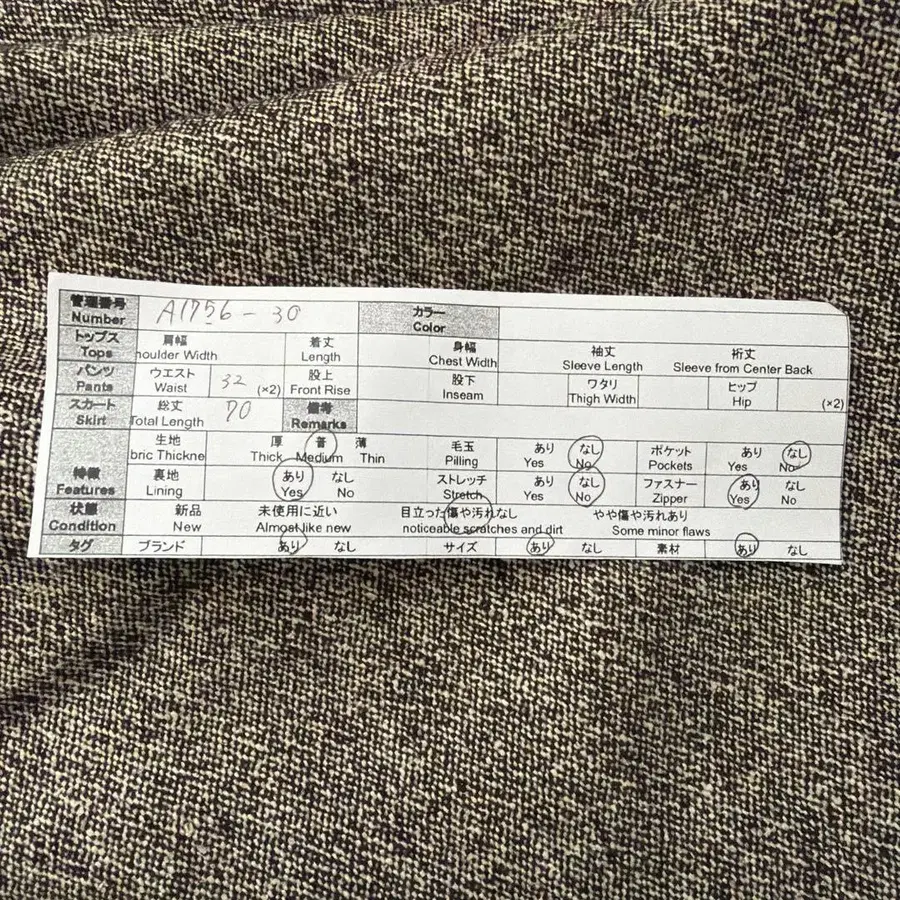 管理番号 A1756-30 カラー
Number Color
トップス 肩幅 着丈 身幅 袖丈 裄丈
Tops houlder Width Length Chest Width Sleeve Length Sleeve from Center Back
パンツ ウエスト 32 股上 股下 ワタリ ヒップ
Pants Waist (×2) Front Rise Inseam Thigh Width Hip (×2)
スカート 総丈 70 備考
Skirt Total Length Remarks
生地 厚 普 薄 毛玉 あり なし ポケット あり なし
bric Thickne Thick Medium Thin Pilling Yes No Pockets Yes No
特徴 裏地 あり なし ストレッチ あり なし ファスナー あり なし
Features Lining Yes No Stretch Yes No Zipper Yes No
状態 新品 未使用に近い 目立った傷や汚れなし やや傷や汚れあり
Condition New Almost like new noticeable scratches and dirt Some minor flaws
タグ ブランド あり なし サイズ あり なし 素材 あり なし